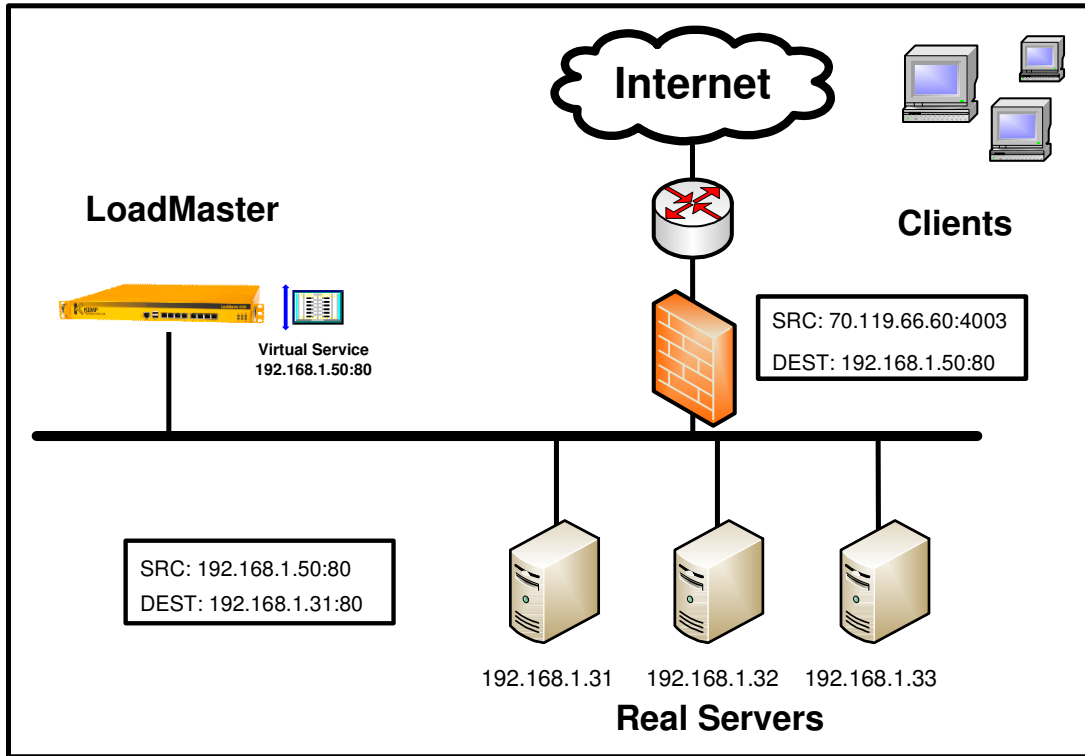 Internet
LoadMaster
Clients
KEMP
Virtual Service
192.168.1.50:80
SRC: 70.119.66.60:4003
DEST: 192.168.1.50:80
SRC: 192.168.1.50:80
DEST: 192.168.1.31:80
192.168.1.31
192.168.1.32
192.168.1.33
Real Servers